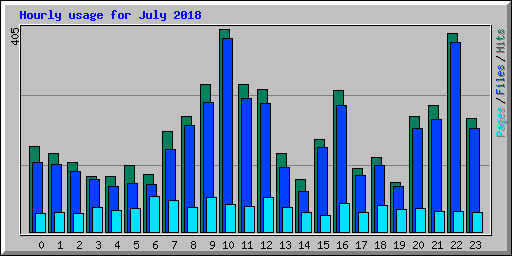 Hourly usage for July 2018
405
Pages/Files/Hits
0 1 2 3 4 5 6 7 8 9 10 11 12 13 14 15 16 17 18 19 20 21 22 23